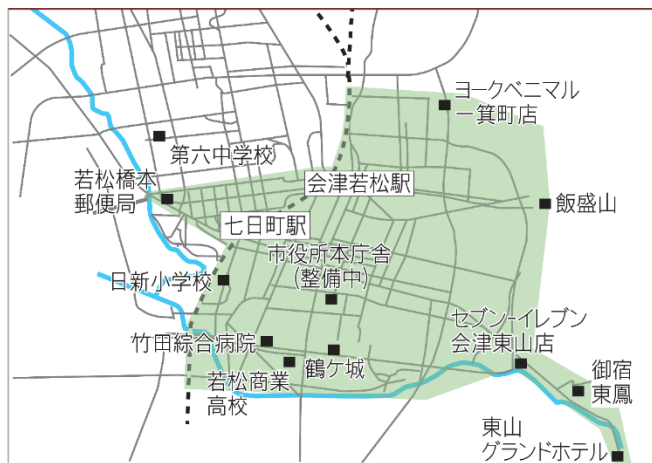 ヨークベニマル
一箕町店
第六中学校
若松橋本
郵便局
会津若松駅
飯盛山
七日町駅
市役所本庁舎
(整備中)
日新小学校
セブン-イレブン
会津東山店
竹田綜合病院
鶴ケ城
若松商業
高校
御宿
東鳳
東山
グランドホテル